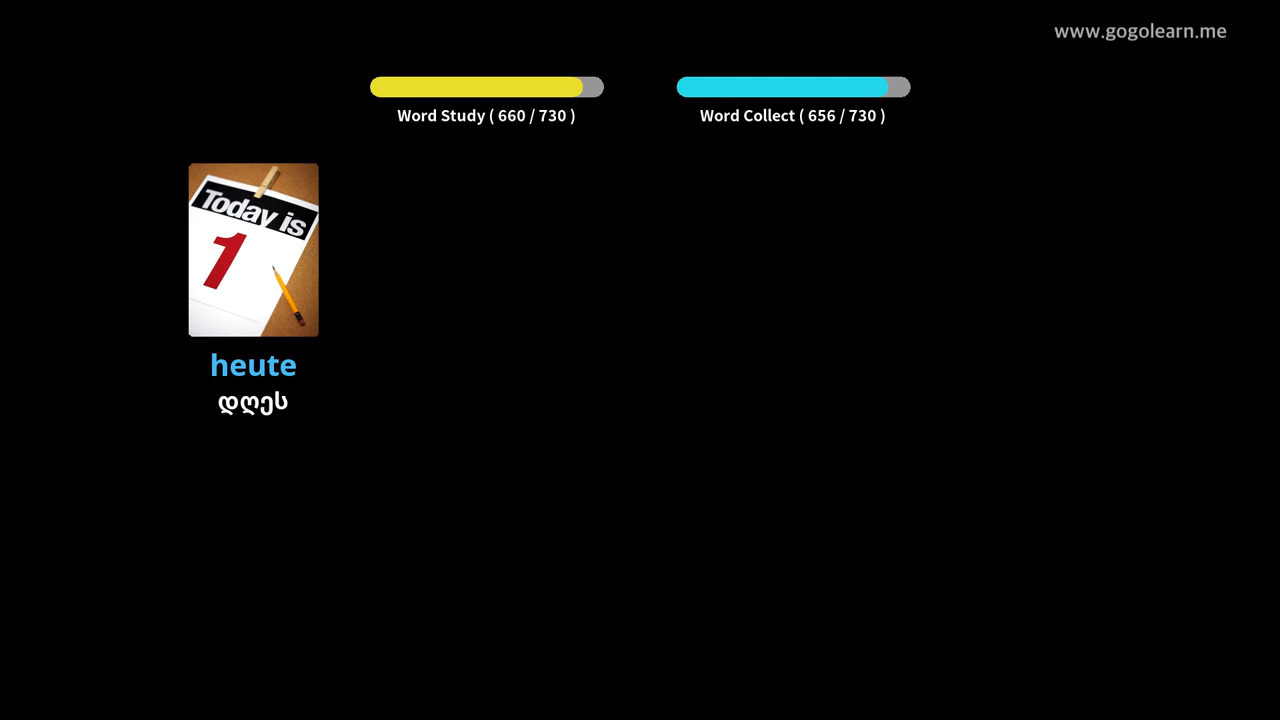 www.gogolearn.me
Word Study ( 660 / 730 )
Word Collect ( 656 / 730 )
Today is
1
heute
დღეს